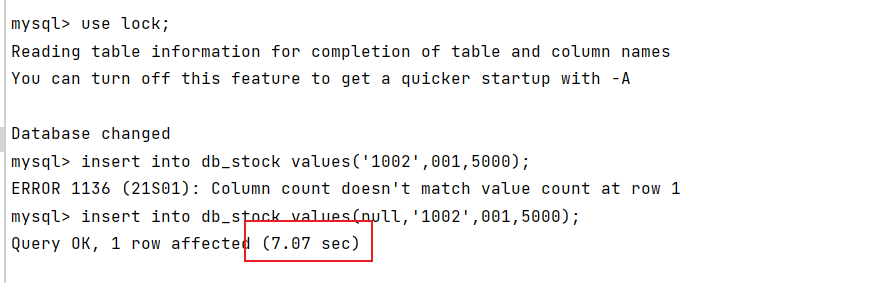 mysql> use lock;
Reading table information for completion of table and column names
You can turn off this feature to get a quicker startup with -A
Database changed
mysql> insert into db_stock values('1002',001,5000);
ERROR 1136 (21S01): Column count doesn't match value count at row 1
mysql> insert into db_stock values(null,'1002',001,5000);
Query OK, 1 row affected (7.07 sec)